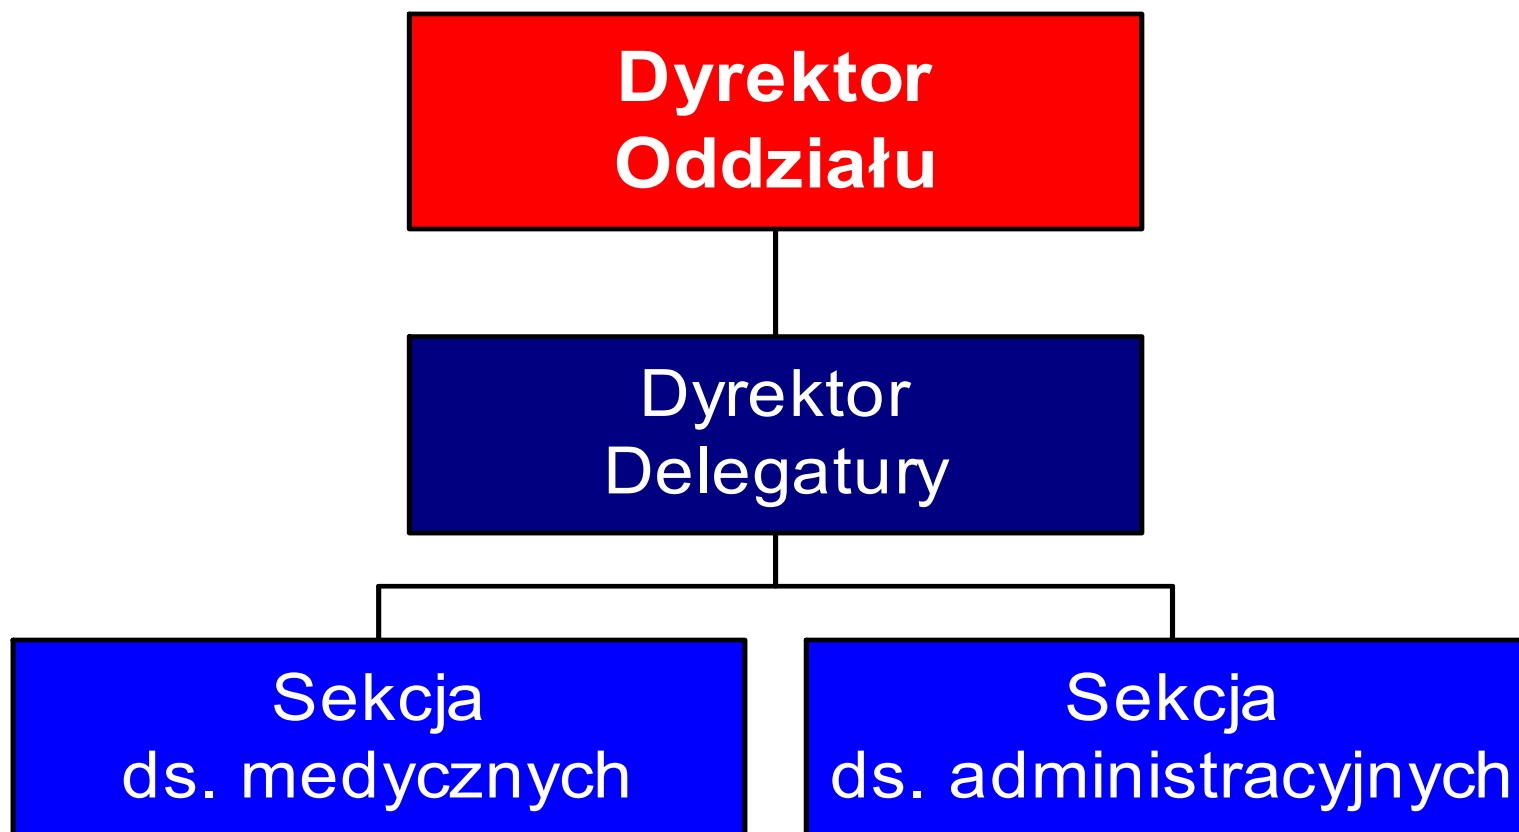 Dyrektor
Oddziału
Dyrektor
Delegatury
Sekcja
ds. medycznych
Sekcja
ds. administracyjnych